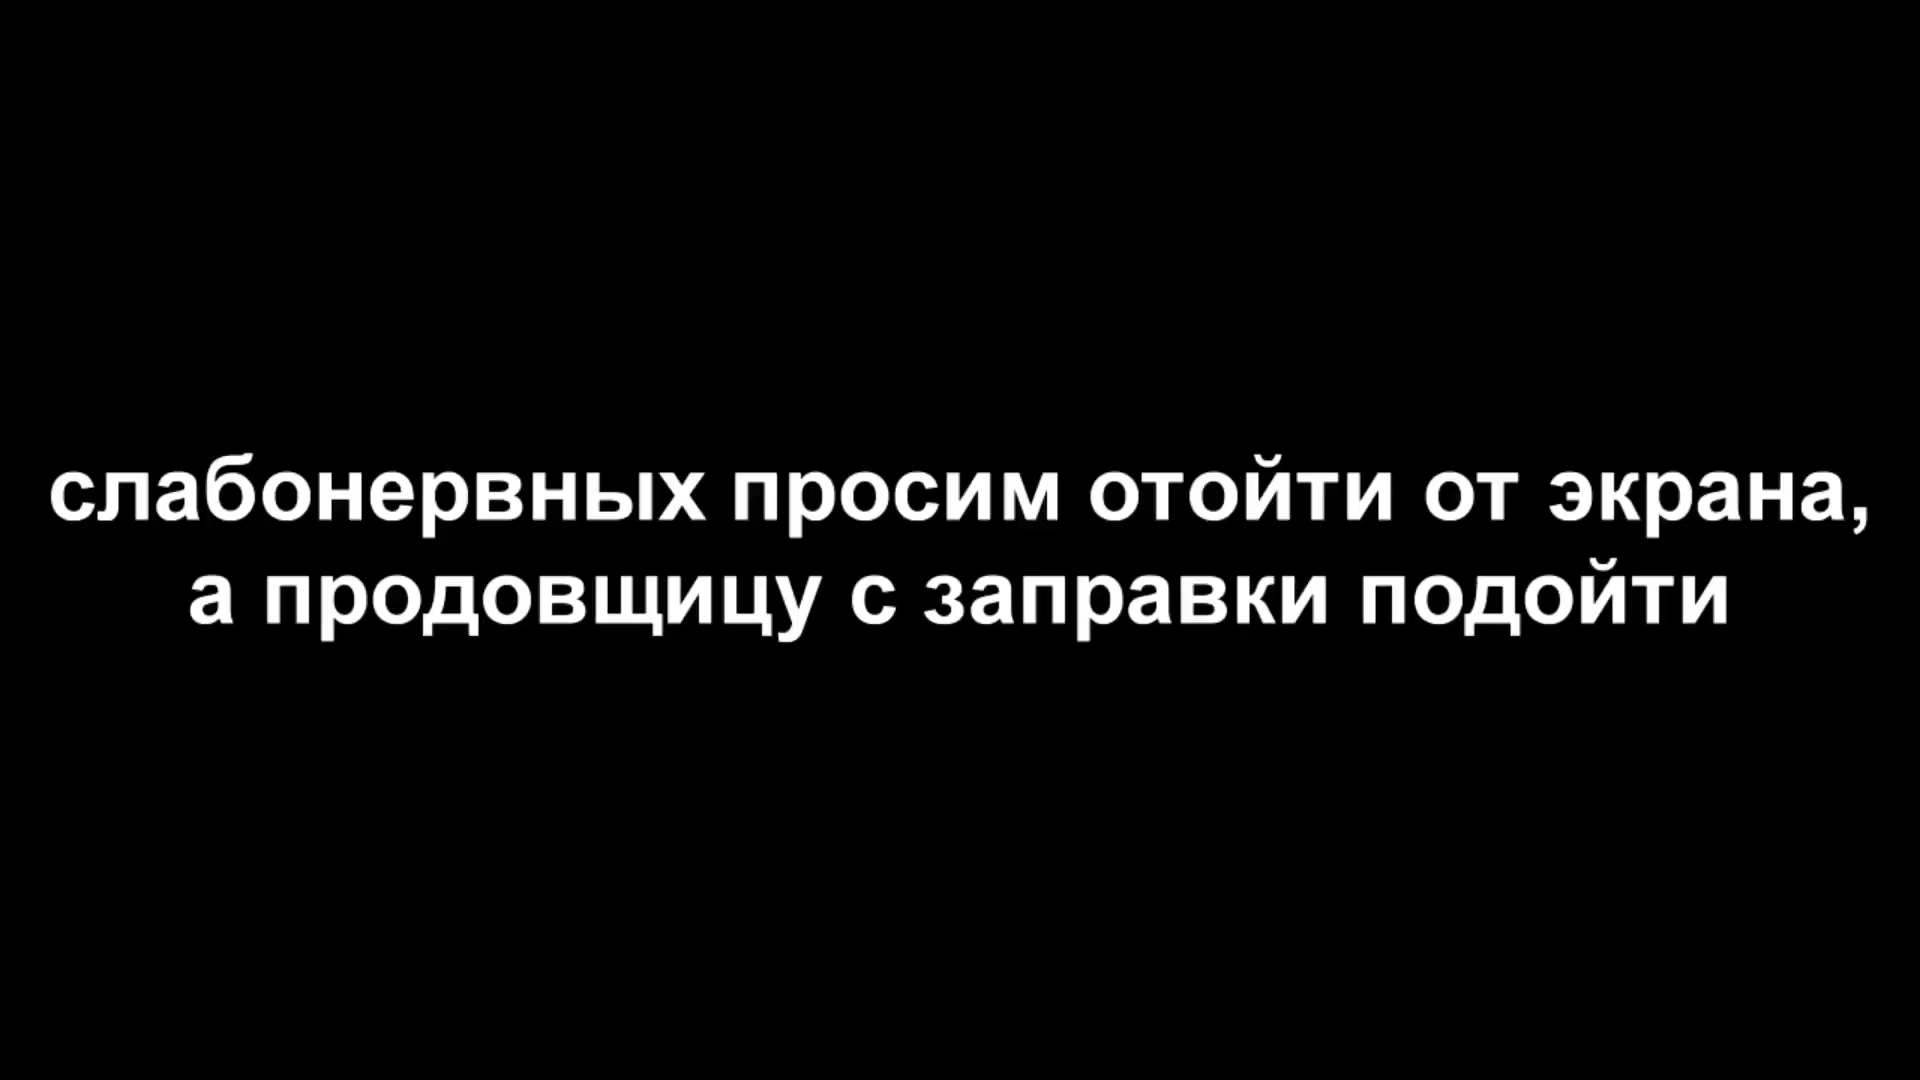 слабонервных просим отойти от экрана,
а продовщицу с заправки подойти